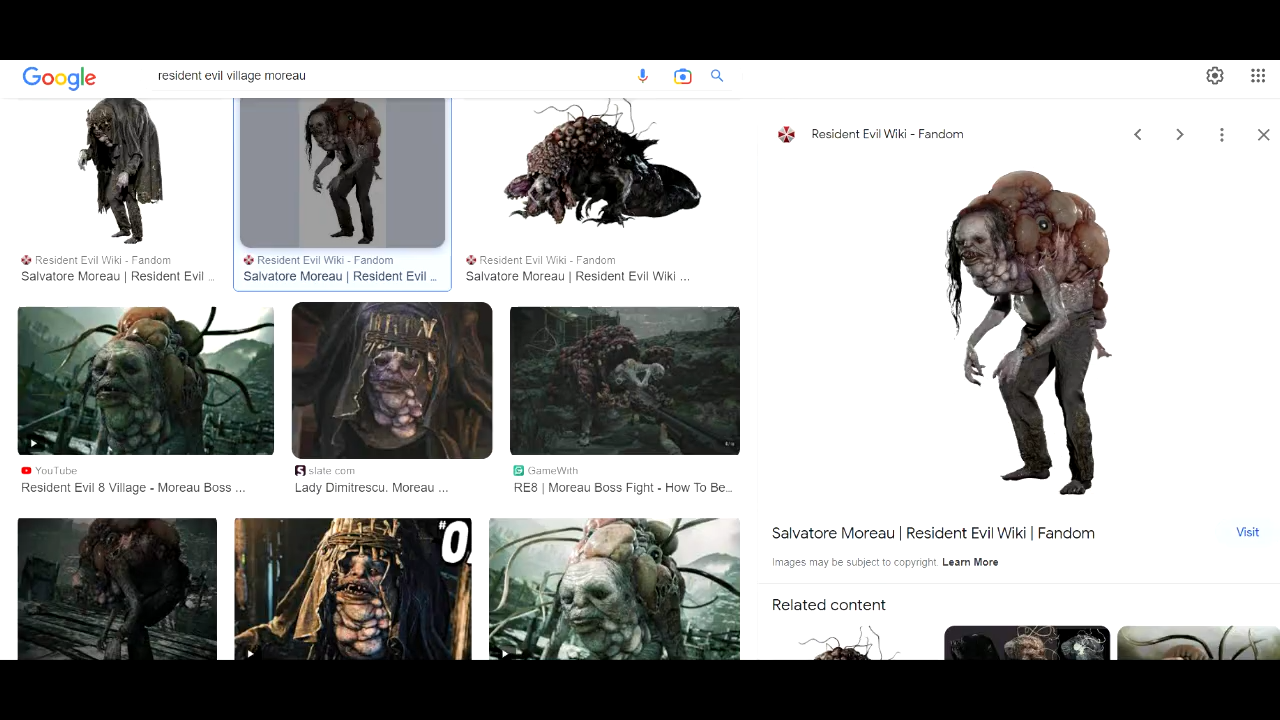 Google
resident evil village moreau
Resident Evil Wiki - Fandom
Resident Evil Wiki - Fandom
Salvatore Moreau | Resident Evil ...
Resident Evil Wiki - Fandom
Salvatore Moreau | Resident Evil ...
Resident Evil Wiki - Fandom
Salvatore Moreau | Resident Evil Wiki ...
YouTube
Resident Evil 8 Village - Moreau Boss ...
slate com
Lady Dimitrescu. Moreau ...
GameWith
RE8 | Moreau Boss Fight - How To Be...
#0
Salvatore Moreau | Resident Evil Wiki | Fandom
Visit
Images may be subject to copyright. Learn More
Related content